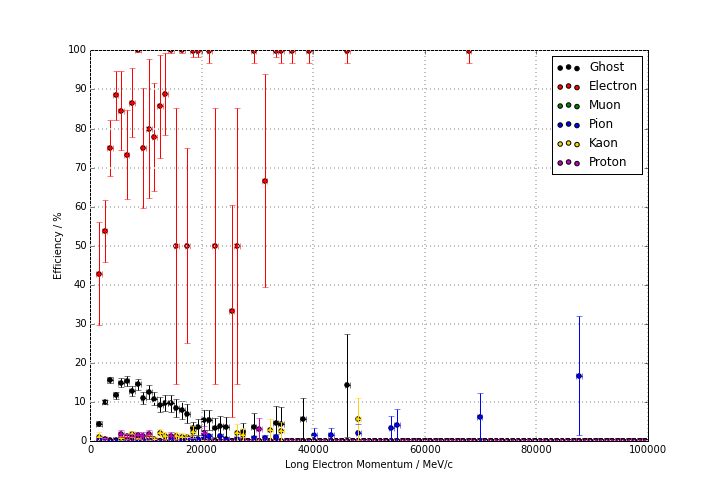 100
90
80
70
60
50
40
30
20
10
0
Efficiency / %
0 20000 40000 60000 80000 100000
Long Electron Momentum / MeV/c
Ghost
Electron
Muon
Pion
Kaon
Proton